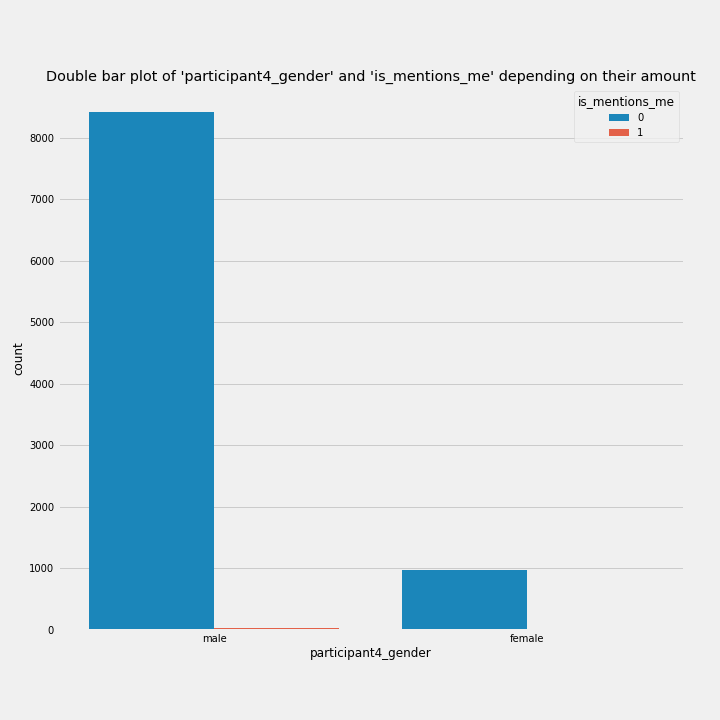 Double bar plot of 'participant4_gender' and 'is_mentions_me' depending on their amount
is_mentions_me
0
1
8000
7000
6000
5000
4000
3000
2000
1000
0
count
male
female
participant4_gender